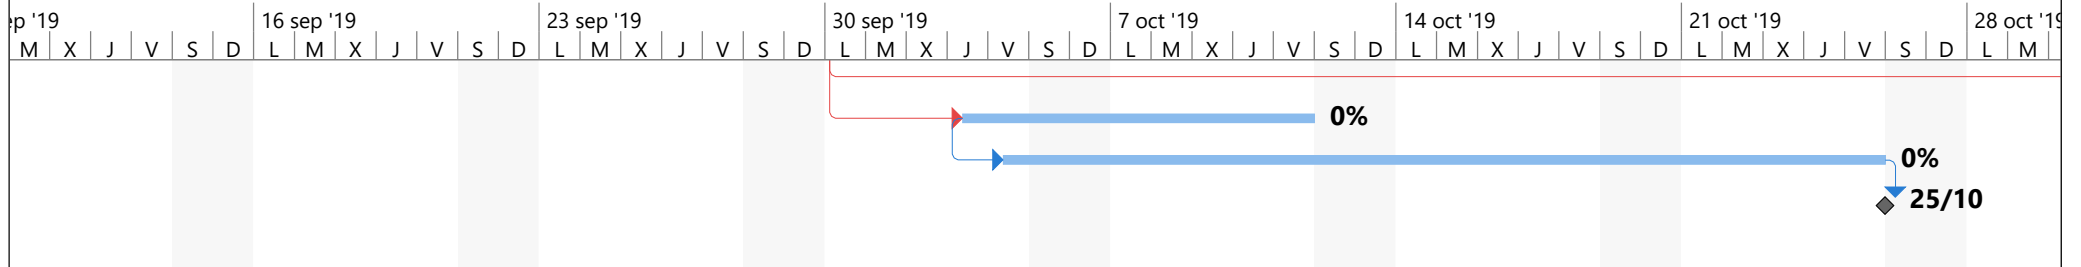 ep '19 16 sep '19 23 sep '19 30 sep '19 7 oct '19 14 oct '19 21 oct '19 28 oct '19
M X J V S D L M X J V S D L M X J V S D L M X J V S D L M X J V S D L M X J V S D L M X J V S D L M
0%
0%
25/10